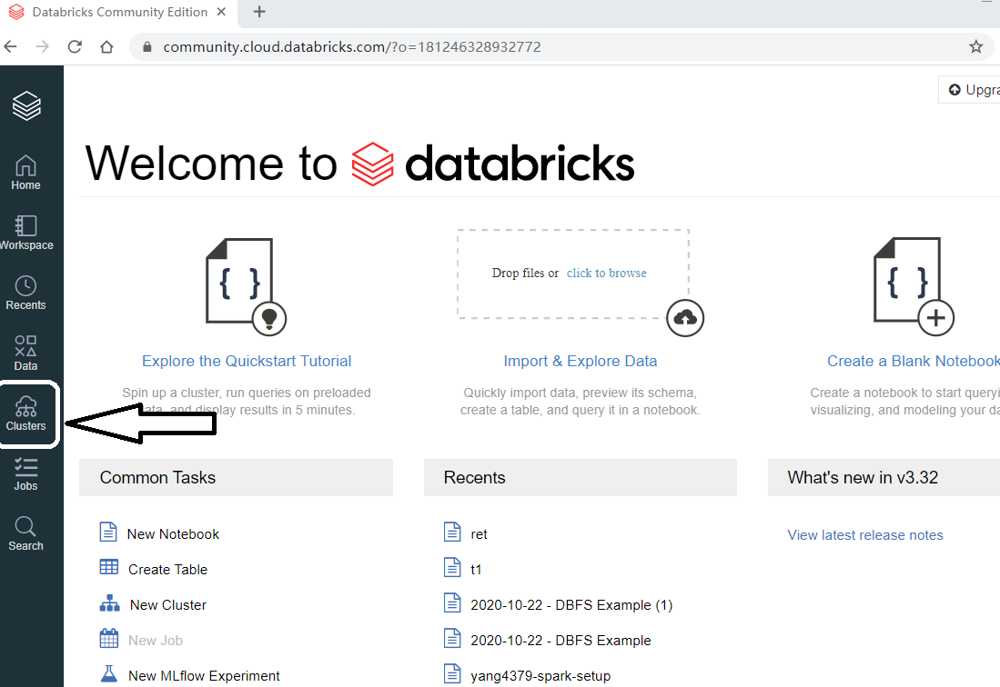 Databricks Community Edition
community.cloud.databricks.com/?o=181246328932772
Upgra
Welcome to databricks
Home
Workspace
Recents
Data
Clusters
Jobs
Search
Drop files or click to browse
Explore the Quickstart Tutorial
Spin up a cluster, run queries on preloaded
ata, and display results in 5 minutes.
Import & Explore Data
Quickly import data, preview its schema,
create a table, and query it in a notebook.
Create a Blank Notebook
Create a notebook to start queryi
visualizing, and modeling your da
Common Tasks
New Notebook
Create Table
New Cluster
New Job
New MLflow Experiment
Recents
ret
t1
2020-10-22 - DBFS Example (1)
2020-10-22 - DBFS Example
yang4379-spark-setup
What's new in v3.32
View latest release notes